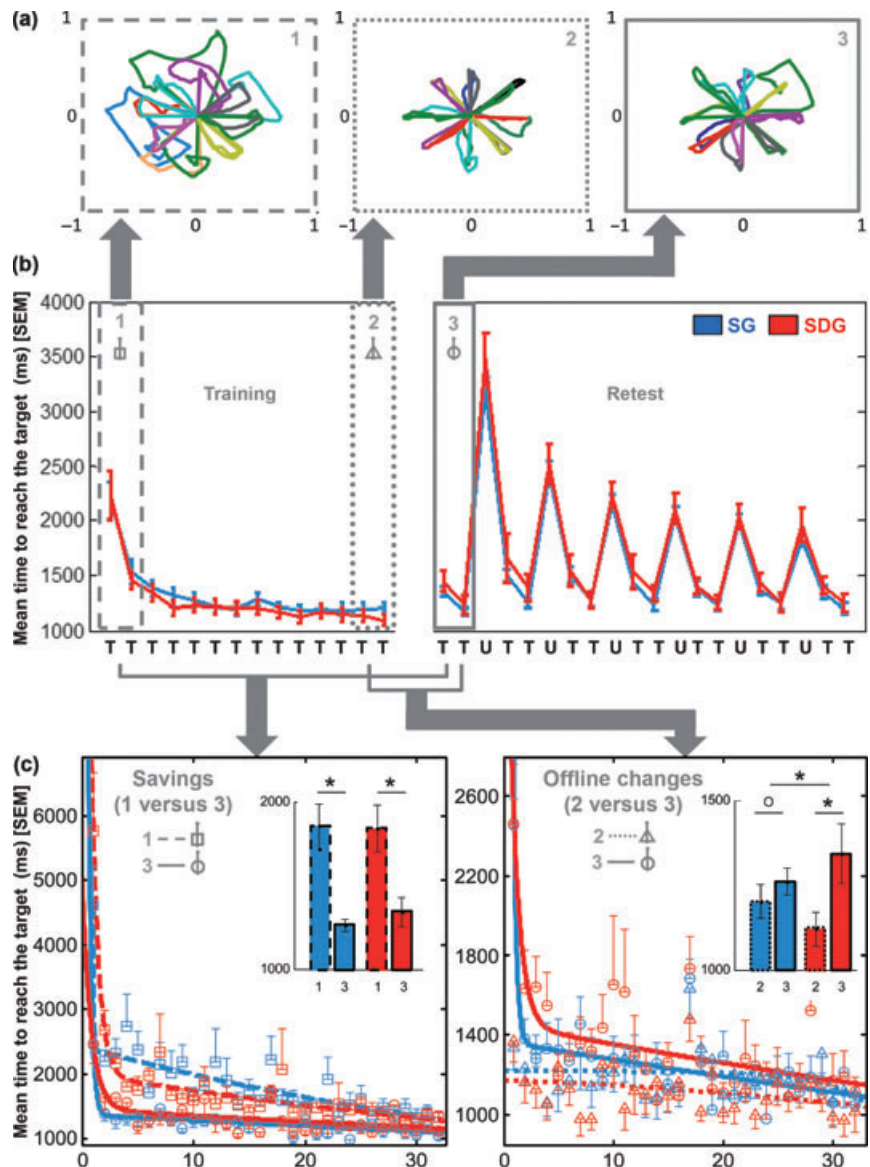 (a)
1 1 2 3
0 0
−1 0 1 −1 0 1 −1 0 1
(b)
Mean time to reach the target (ms) [SEM]
4000
3500
3000
2500
2000
1500
1000
1 2 3
SG SDG
Training Retest
T T T T T T T T T T T T T T T T U T T U T T U T T U T T U T T U T T
(c)
Mean time to reach the target (ms) [SEM]
6000
5000
4000
3000
2000
1000
Savings
(1 versus 3)
1
3
2000
1000
* *
1 3 1 3
0 10 20 30
2600
2200
1800
1400
1000
Offline changes
(2 versus 3)
2
3
1500
1000
*
*
2 3 2 3
0 10 20 30